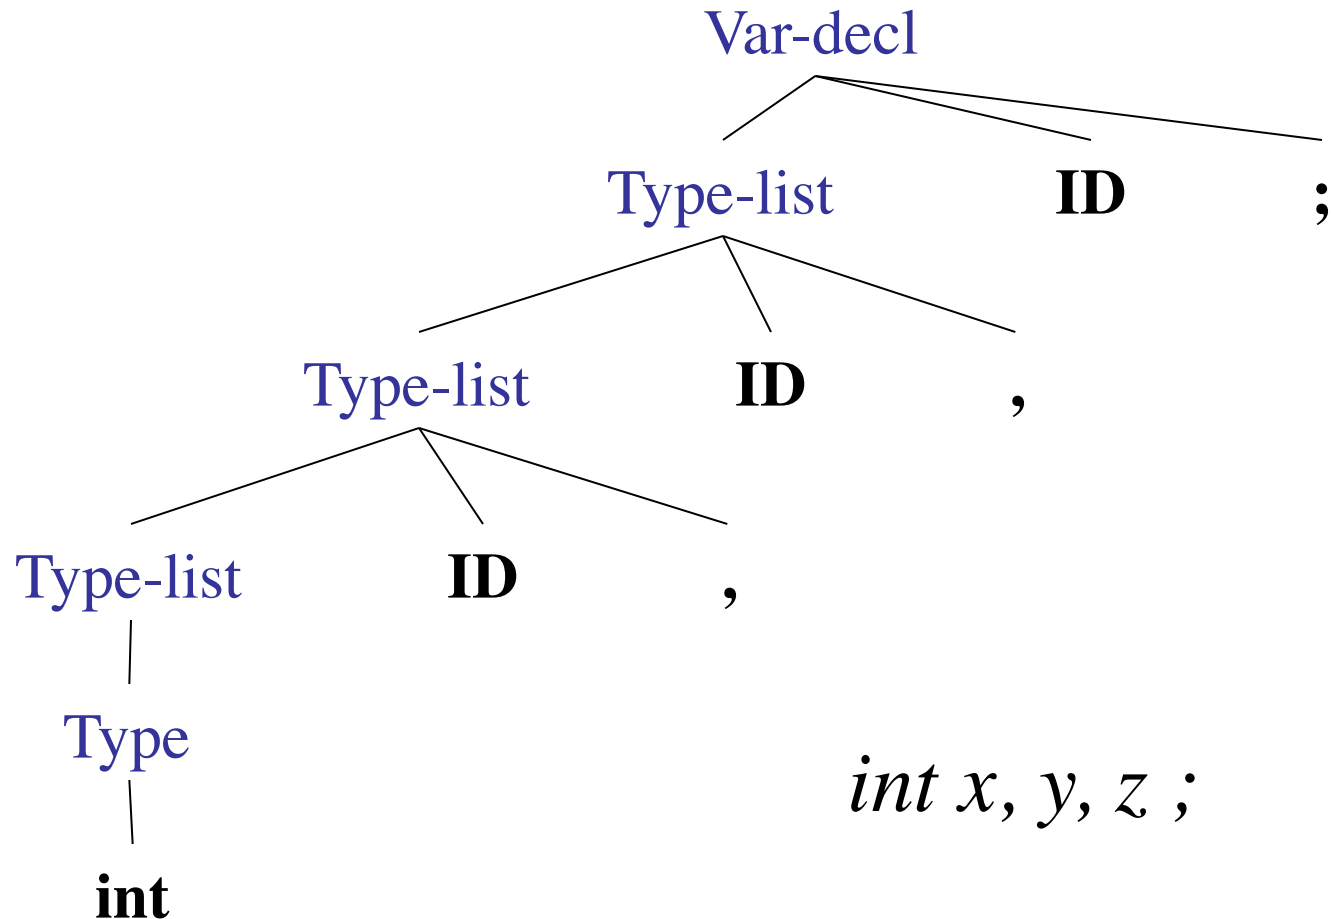 Var-decl
Type-list ID ;
Type-list ID ,
Type-list ID ,
Type
int x, y, z ;
int